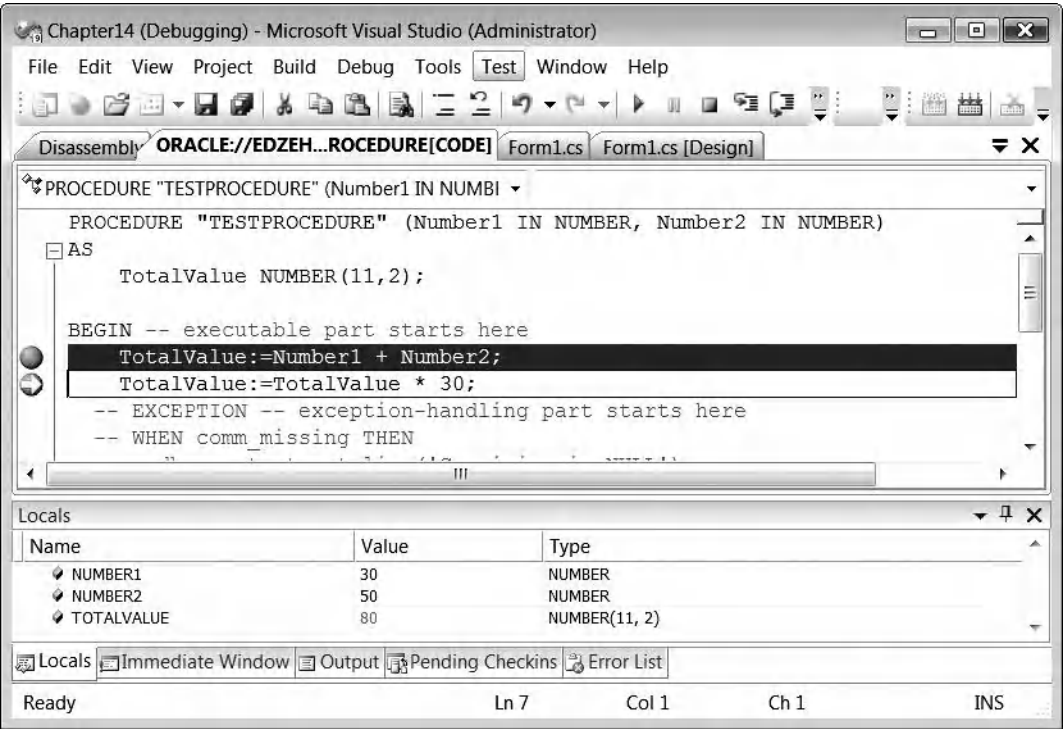 Chapter14 (Debugging) - Microsoft Visual Studio (Administrator)
File Edit View Project Build Debug Tools Test Window Help
Disassembly ORACLE://EDZEH...ROCEDURE[CODE] Form1.cs Form1.cs [Design]
PROCEDURE "TESTPROCEDURE" (Number1 IN NUMBI
PROCEDURE "TESTPROCEDURE" (Number1 IN NUMBER, Number2 IN NUMBER)
AS
TotalValue NUMBER(11,2);
BEGIN -- executable part starts here
TotalValue:=Number1 + Number2;
TotalValue:=TotalValue * 30;
-- EXCEPTION -- exception-handling part starts here
-- WHEN comm_missing THEN
Locals
Name Value Type
NUMBER1 30 NUMBER
NUMBER2 50 NUMBER
TOTALVALUE 80 NUMBER(11, 2)
Locals Immediate Window Output Pending Checkins Error List
Ready Ln 7 Col 1 Ch 1 INS